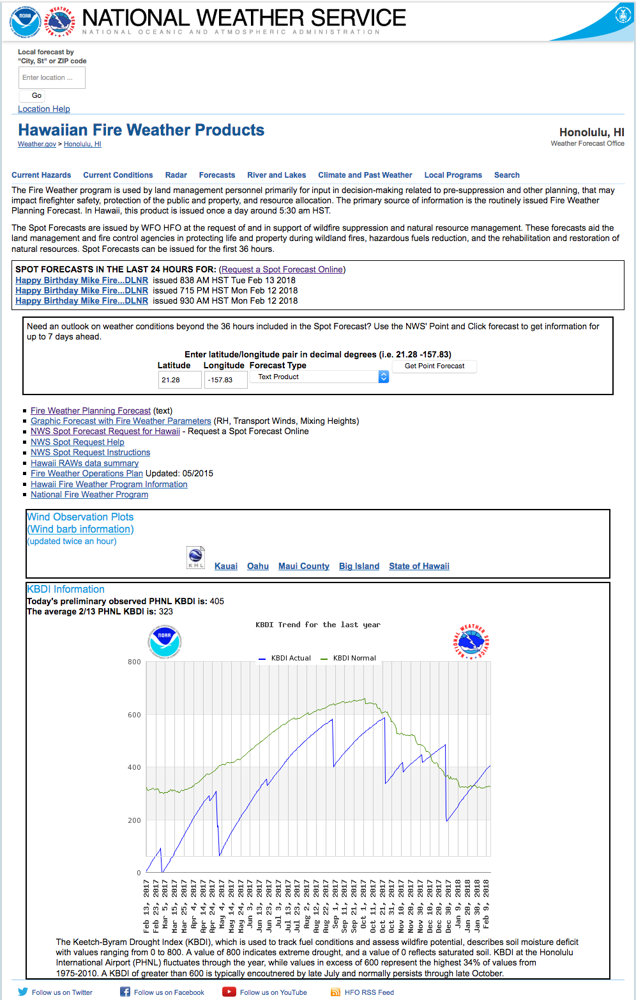 NATIONAL WEATHER SERVICE
NATIONAL OCEANIC AND ATMOSPHERIC ADMINISTRATION
Local forecast by
"City, St" or ZIP code
Enter location ...
Go
Location Help
Hawaiian Fire Weather Products
Honolulu, HI
Weather.gov > Honolulu, HI
Weather Forecast Office
Current Hazards Current Conditions Radar Forecasts River and Lakes Climate and Past Weather Local Programs Search
The Fire Weather program is used by land management personnel primarily for input in decision-making related to pre-suppression and other planning, that may
impact firefighter safety, protection of the public and property, and resource allocation. The primary source of information is the routinely issued Fire Weather
Planning Forecast. In Hawaii, this product is issued once a day around 5:30 am HST.
The Spot Forecasts are issued by WFO HFO at the request of and in support of wildfire suppression and natural resource management. These forecasts aid the
land management and fire control agencies in protecting life and property during wildland fires, hazardous fuels reduction, and the rehabilitation and restoration of
natural resources. Spot Forecasts can be issued for the first 36 hours.
SPOT FORECASTS IN THE LAST 24 HOURS FOR: (Request a Spot Forecast Online)
Happy Birthday Mike Fire...DLNR issued 838 AM HST Tue Feb 13 2018
Happy Birthday Mike Fire...DLNR issued 715 PM HST Mon Feb 12 2018
Happy Birthday Mike Fire...DLNR issued 930 AM HST Mon Feb 12 2018
Need an outlook on weather conditions beyond the 36 hours included in the Spot Forecast? Use the NWS' Point and Click forecast to get information for
up to 7 days ahead.
Enter latitude/longitude pair in decimal degrees (i.e. 21.28 -157.83)
Latitude Longitude Forecast Type
21.28 -157.83 Text Product Get Point Forecast
Fire Weather Planning Forecast (text)
Graphic Forecast with Fire Weather Parameters (RH, Transport Winds, Mixing Heights)
NWS Spot Forecast Request for Hawaii - Request a Spot Forecast Online
NWS Spot Request Help
NWS Spot Request Instructions
Hawaii RAWs data summary
Fire Weather Operations Plan Updated: 05/2015
Hawaii Fire Weather Program Information
National Fire Weather Program
Wind Observation Plots
(Wind barb information)
(updated twice an hour)
KML Kauai Oahu Maui County Big Island State of Hawaii
KBDI Information
Today's preliminary observed PHNL KBDI is: 405
The average 2/13 PHNL KBDI is: 323
KBDI Trend for the last year
NOAA
NATIONAL WEATHER SERVICE
KBDI Actual KBDI Normal
800
600
400
200
0
Feb 13, 2017
Feb 23, 2017
Mar 5, 2017
Mar 15, 2017
Mar 25, 2017
Apr 4, 2017
Apr 14, 2017
Apr 24, 2017
May 4, 2017
May 14, 2017
May 24, 2017
Jun 3, 2017
Jun 13, 2017
Jun 23, 2017
Jul 3, 2017
Jul 13, 2017
Jul 23, 2017
Aug 2, 2017
Aug 12, 2017
Aug 22, 2017
Sep 1, 2017
Sep 11, 2017
Sep 21, 2017
Oct 1, 2017
Oct 11, 2017
Oct 21, 2017
Oct 31, 2017
Nov 10, 2017
Nov 20, 2017
Nov 30, 2017
Dec 10, 2017
Dec 20, 2017
Dec 30, 2017
Jan 9, 2018
Jan 20, 2018
Jan 30, 2018
Feb 9, 2018
The Keetch-Byram Drought Index (KBDI), which is used to track fuel conditions and assess wildfire potential, describes soil moisture deficit
with values ranging from 0 to 800. A value of 800 indicates extreme drought, and a value of 0 reflects saturated soil. KBDI at the Honolulu
International Airport (PHNL) fluctuates through the year, while values in excess of 600 represent the highest 34% of values from
1975-2010. A KBDI of greater than 600 is typically encoutnered by late July and normally persists through late October.
Follow us on Twitter Follow us on Facebook Follow us on YouTube HFO RSS Feed